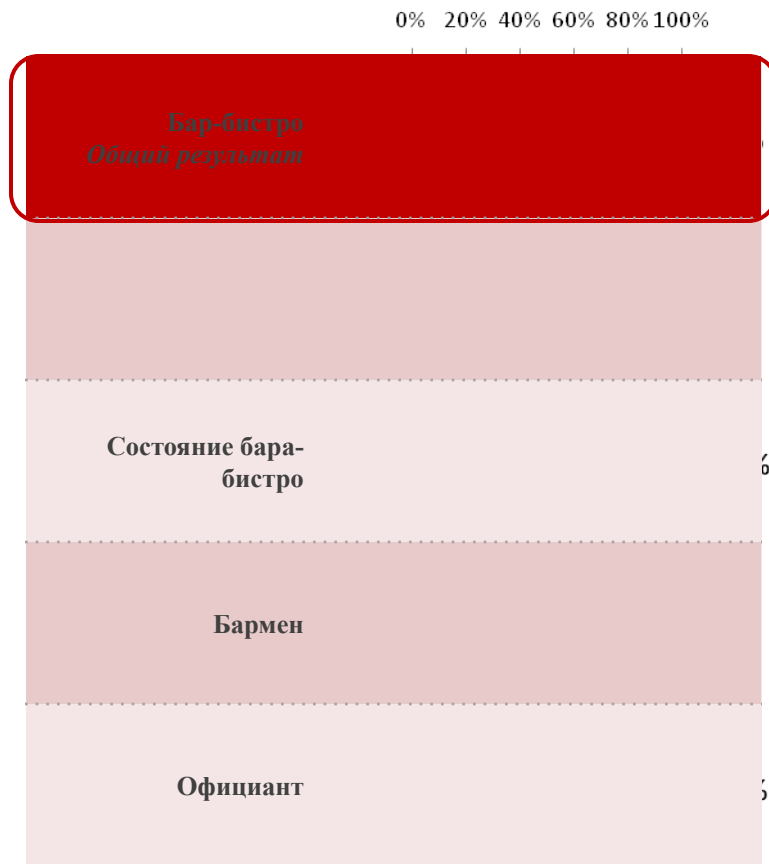 0% 20% 40% 60% 80% 100%
Бар-бистро
Общий результат
Состояние бара-
бистро
%
Бармен
Официант